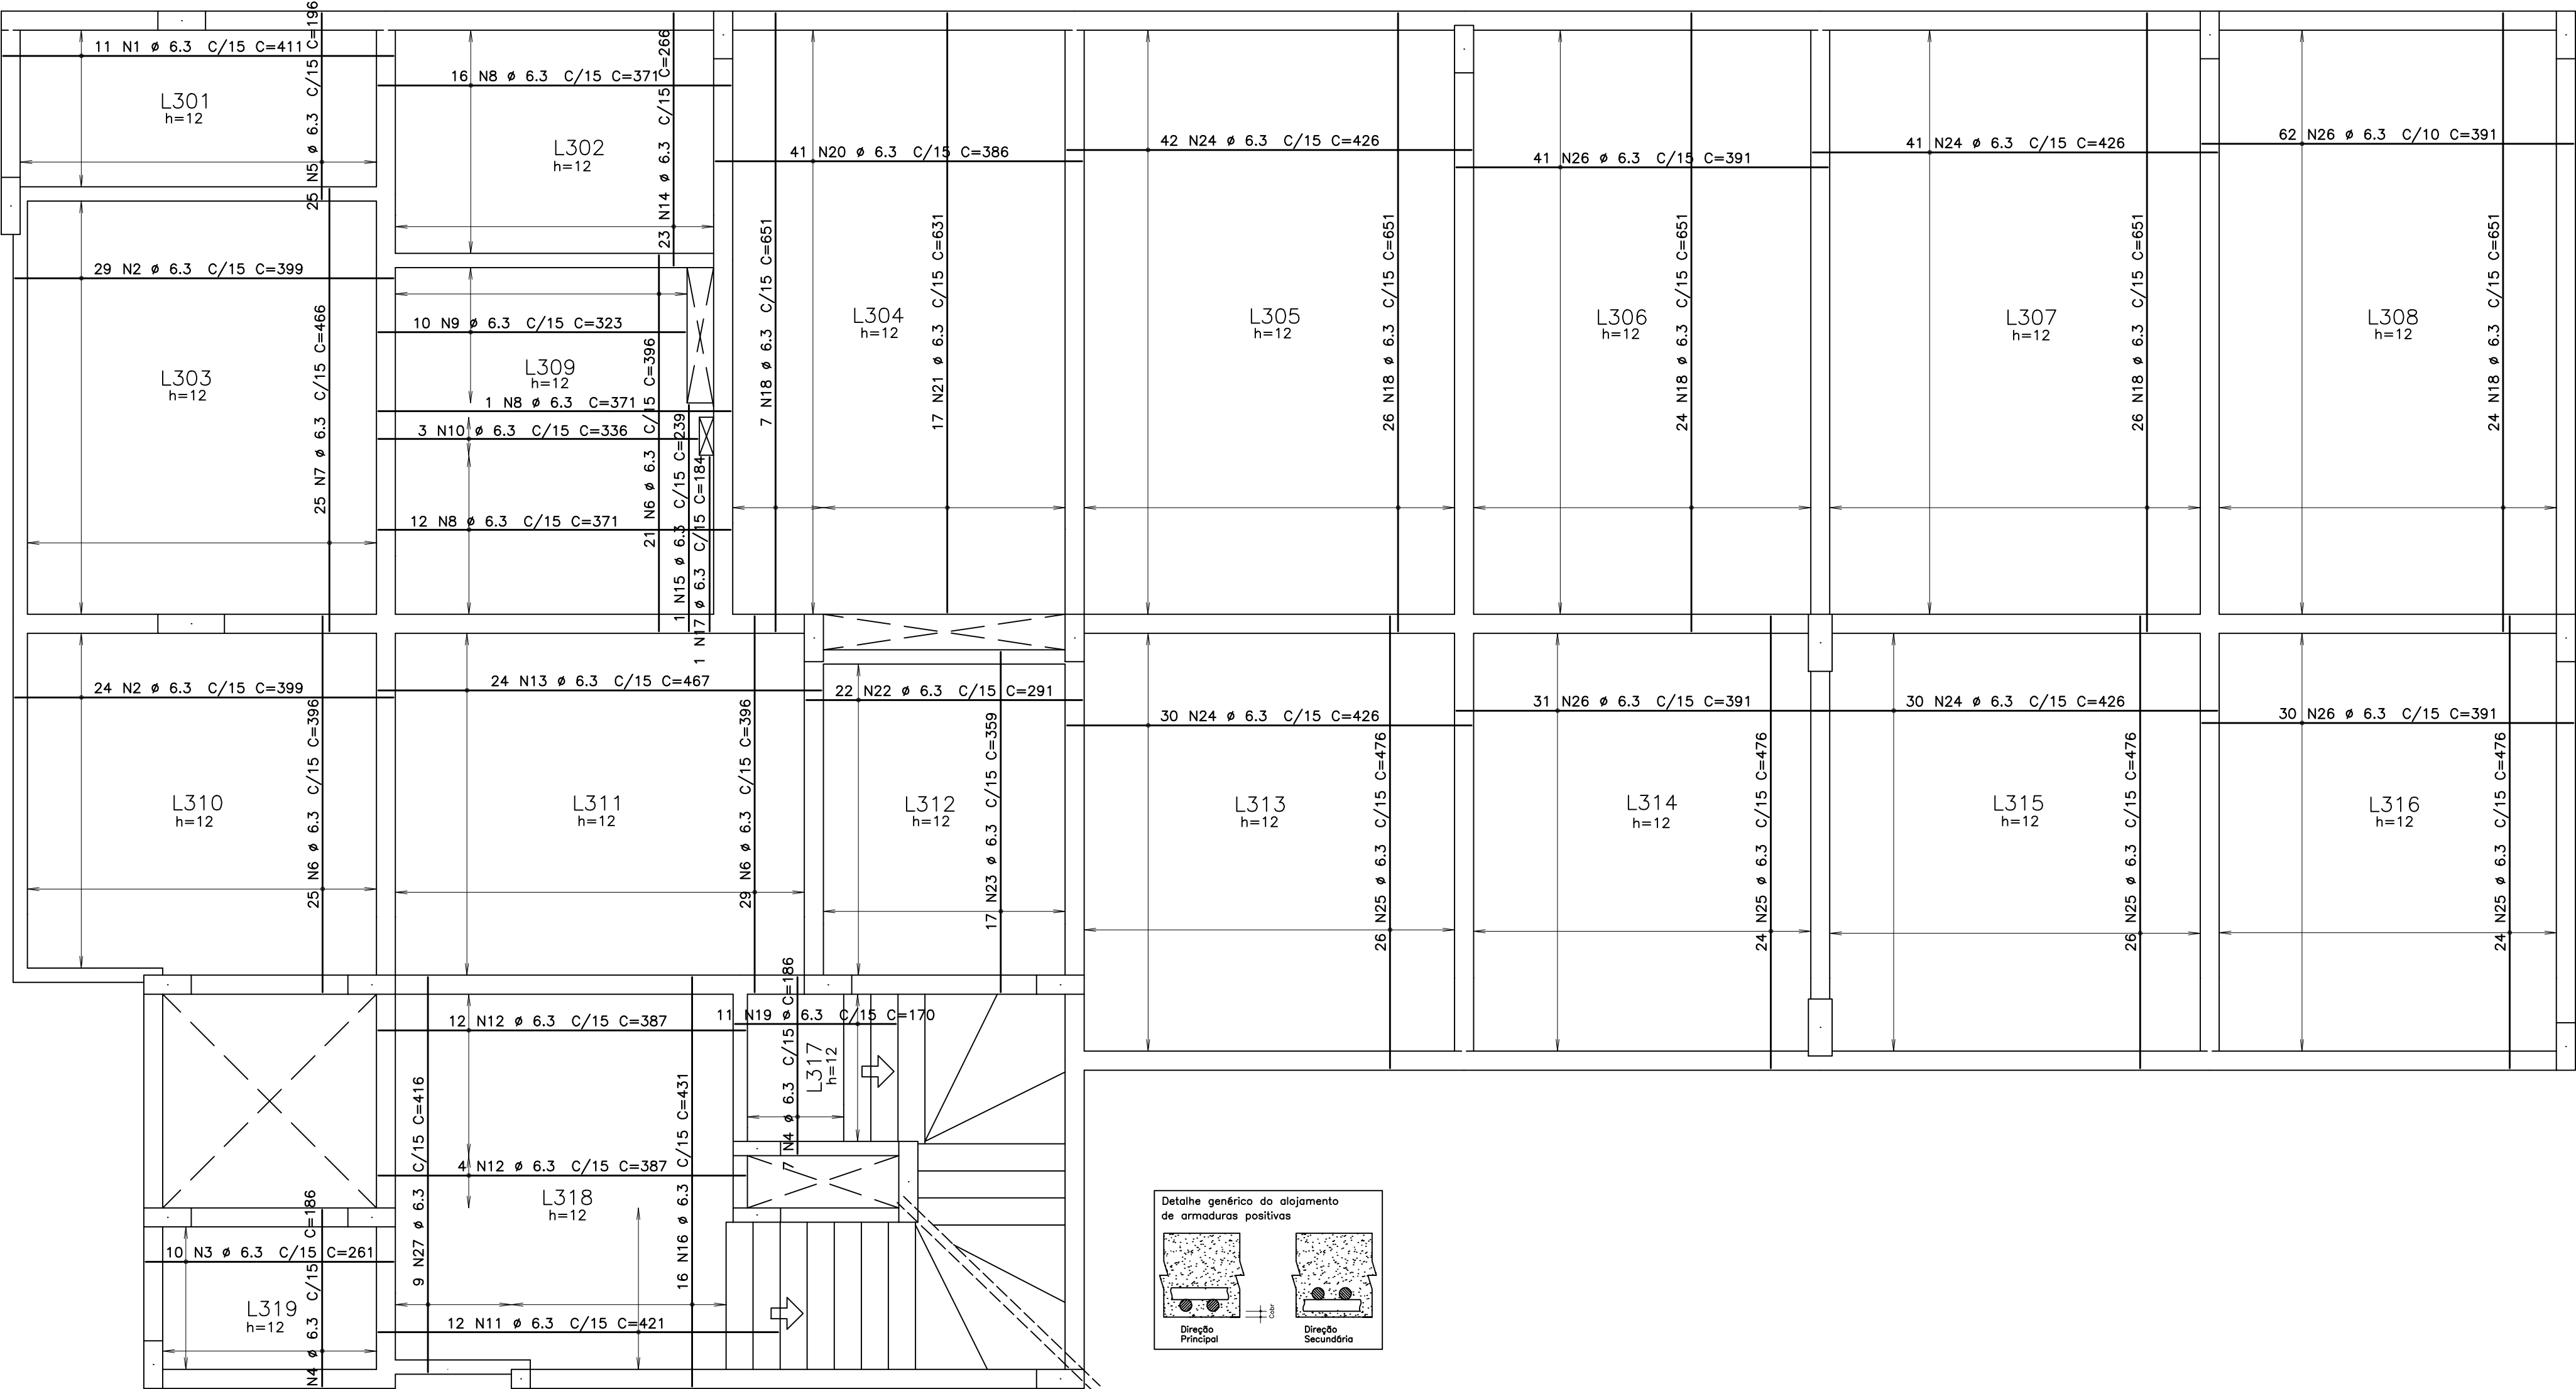 11 N1 ø 6.3 C/15 C=411
25 N5 ø 6.3 C/15 C=196
L301
h=12
16 N8 ø 6.3 C/15 C=371
23 N14 ø 6.3 C/15 C=266
L302
h=12
41 N20 ø 6.3 C/15 C=386
42 N24 ø 6.3 C/15 C=426
41 N26 ø 6.3 C/15 C=391
41 N24 ø 6.3 C/15 C=426
62 N26 ø 6.3 C/10 C=391
29 N2 ø 6.3 C/15 C=399
25 N7 ø 6.3 C/15 C=466
L303
h=12
10 N9 ø 6.3 C/15 C=323
L309
h=12
1 N8 ø 6.3 C=371
3 N10 ø 6.3 C/15 C=336
12 N8 ø 6.3 C/15 C=371
21 N6 ø 6.3 C/15 C=396
1 N15 ø 6.3 C/15 C=239
1 N17 ø 6.3 C/15 C=184
7 N18 ø 6.3 C/15 C=651
L304
h=12
17 N21 ø 6.3 C/15 C=631
L305
h=12
26 N18 ø 6.3 C/15 C=651
L306
h=12
24 N18 ø 6.3 C/15 C=651
L307
h=12
26 N18 ø 6.3 C/15 C=651
L308
h=12
24 N18 ø 6.3 C/15 C=651
24 N2 ø 6.3 C/15 C=399
25 N6 ø 6.3 C/15 C=396
L310
h=12
24 N13 ø 6.3 C/15 C=467
L311
h=12
29 N6 ø 6.3 C/15 C=396
22 N22 ø 6.3 C/15 C=291
L312
h=12
17 N23 ø 6.3 C/15 C=359
30 N24 ø 6.3 C/15 C=426
L313
h=12
26 N25 ø 6.3 C/15 C=476
31 N26 ø 6.3 C/15 C=391
L314
h=12
24 N25 ø 6.3 C/15 C=476
30 N24 ø 6.3 C/15 C=426
L315
h=12
26 N25 ø 6.3 C/15 C=476
30 N26 ø 6.3 C/15 C=391
L316
h=12
24 N25 ø 6.3 C/15 C=476
12 N12 ø 6.3 C/15 C=387
11 N19 ø 6.3 C/15 C=170
7 N4 ø 6.3 C/15 C=186
L317
h=12
9 N27 ø 6.3 C/15 C=416
16 N16 ø 6.3 C/15 C=431
4 N12 ø 6.3 C/15 C=387
L318
h=12
12 N11 ø 6.3 C/15 C=421
10 N3 ø 6.3 C/15 C=261
N4 ø 6.3 C/15 C=186
L319
h=12
Detalhe genérico do alojamento
de armaduras positivas
Cobr
Direção
Principal
Direção
Secundária